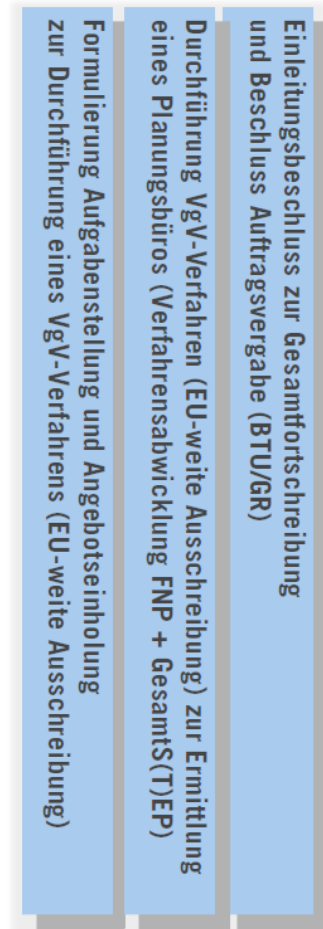 Einleitungsbeschluss zur Gesamtfortschreibung
und Beschluss Auftragsvergabe (BTU/GR)
Durchführung VgV-Verfahren (EU-weite Ausschreibung) zur Ermittlung
eines Planungsbüros (Verfahrensabwicklung FNP + GesamtS(T)EP)
Formulierung Aufgabenstellung und Angebotseinholung
zur Durchführung eines VgV-Verfahrens (EU-weite Ausschreibung)